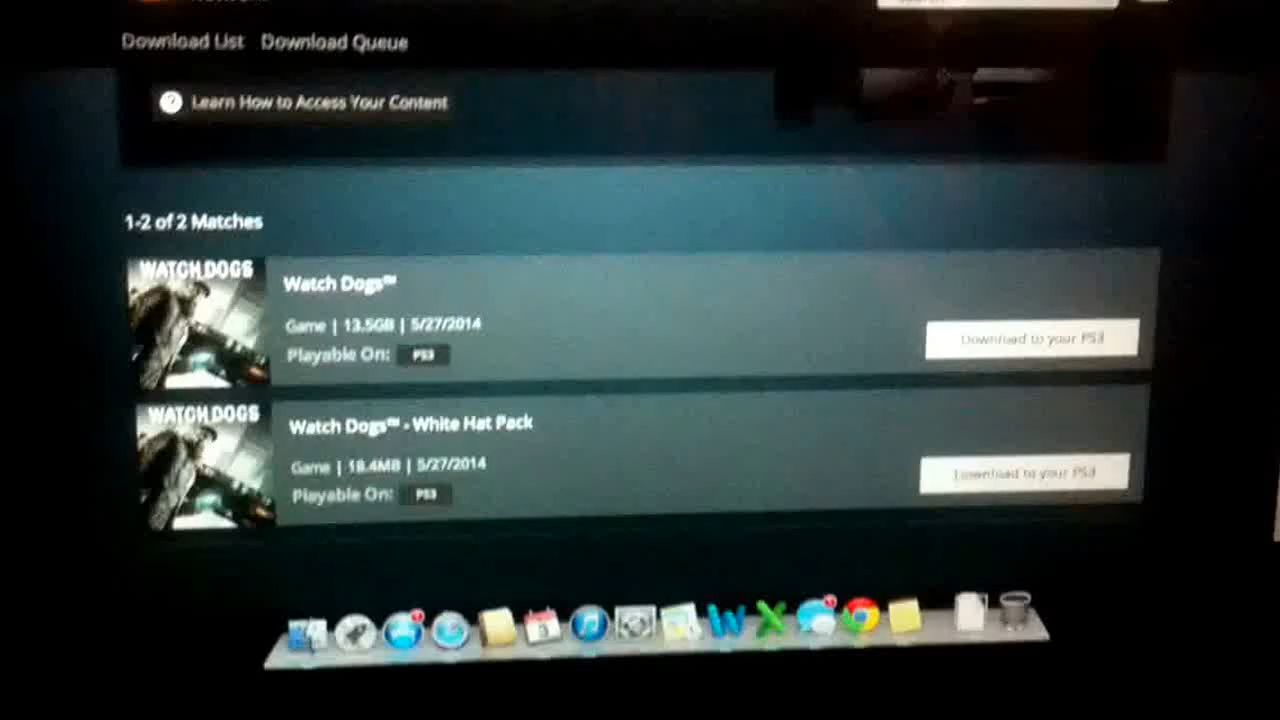 Download List Download Queue
Learn How to Access Your Content
1-2 of 2 Matches
WATCH DOGS
Watch Dogs™
Game | 13.5GB | 5/27/2014
Playable On: PS3
Download to your PS3
WATCH DOGS
Watch Dogs™ - White Hat Pack
Game | 18.4MB | 5/27/2014
Playable On: PS3
Download to your PS3